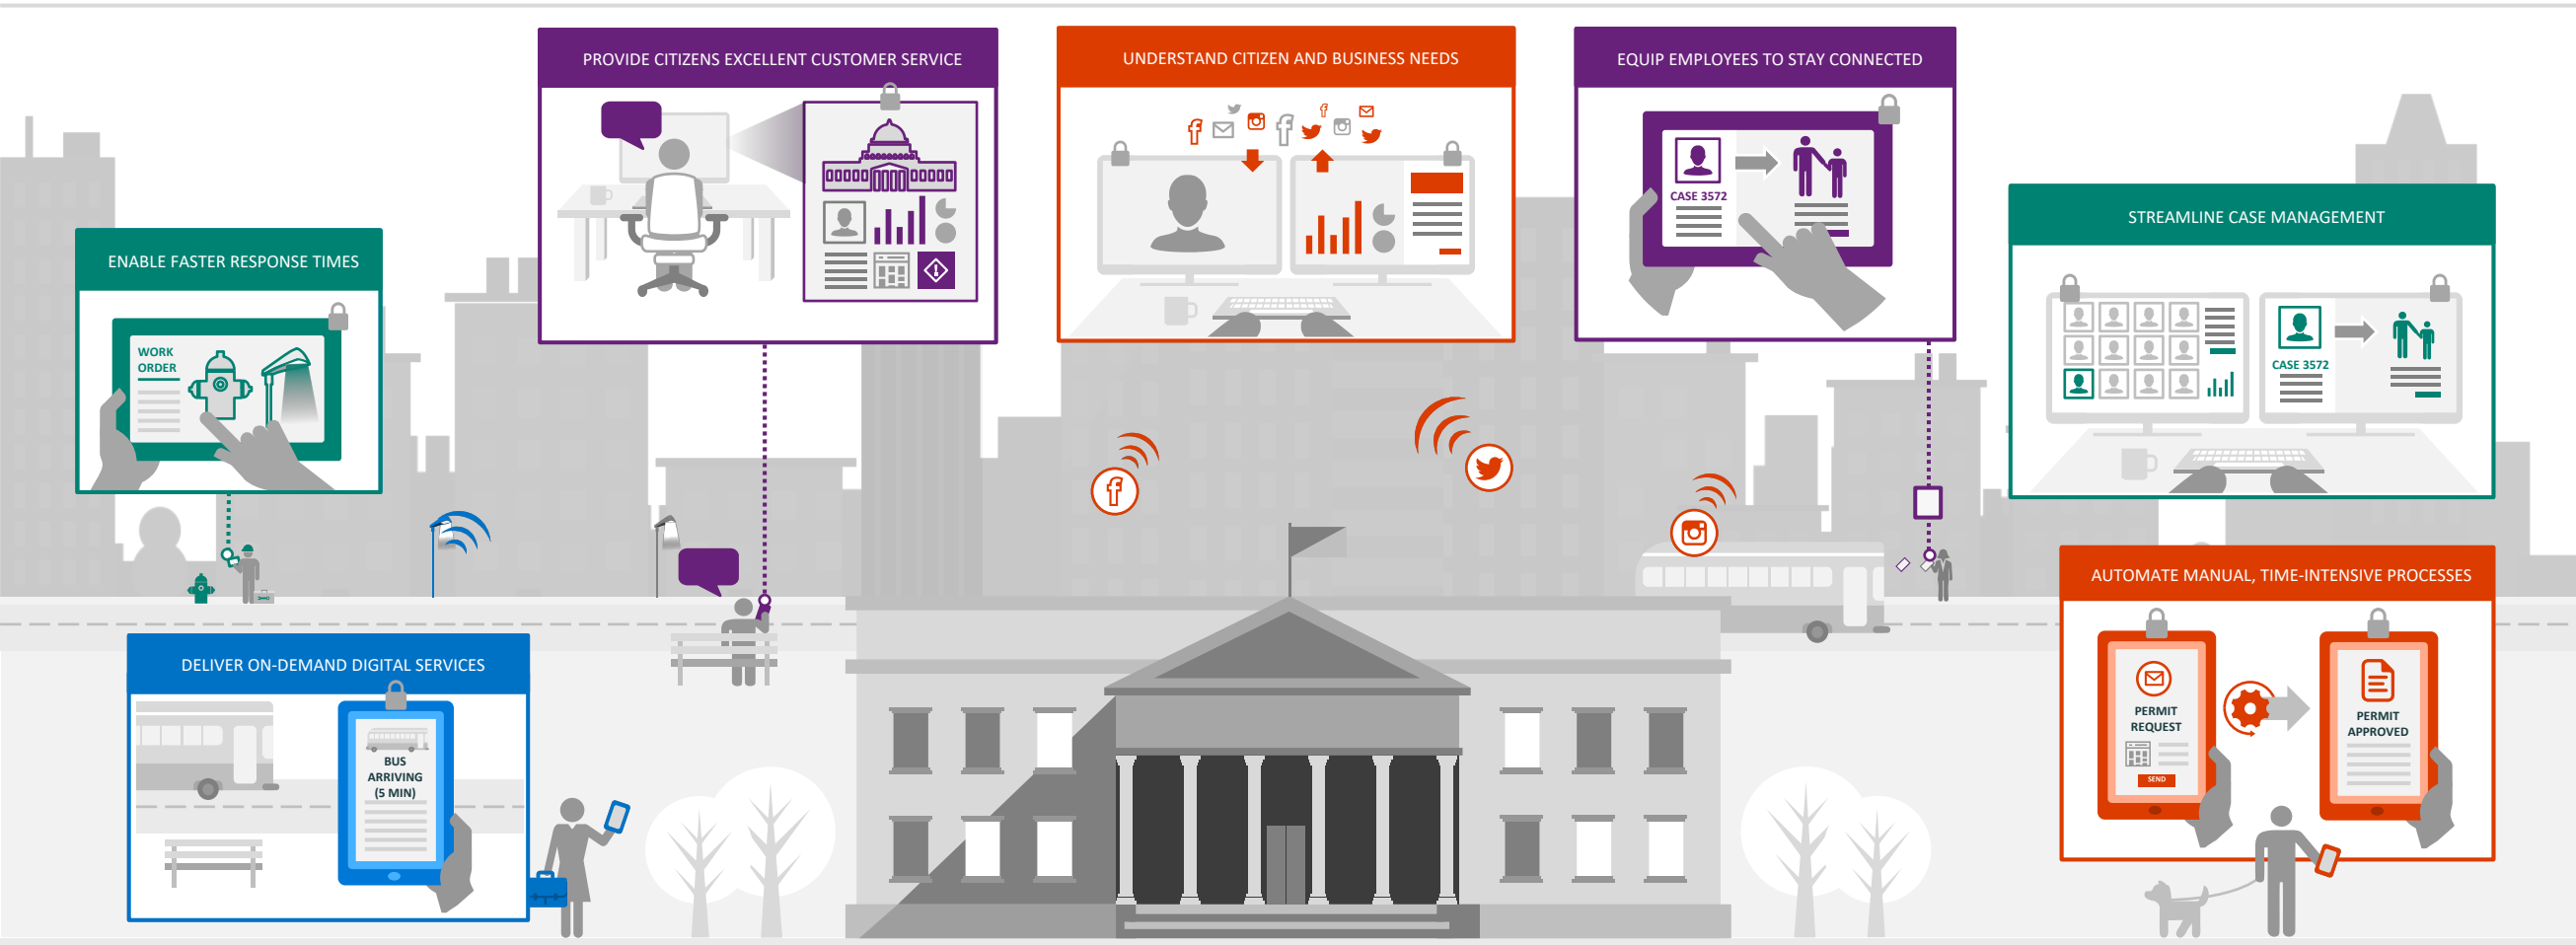 PROVIDE CITIZENS EXCELLENT CUSTOMER SERVICE
UNDERSTAND CITIZEN AND BUSINESS NEEDS
EQUIP EMPLOYEES TO STAY CONNECTED
CASE 3572
STREAMLINE CASE MANAGEMENT
CASE 3572
ENABLE FASTER RESPONSE TIMES
WORK
ORDER
AUTOMATE MANUAL, TIME-INTENSIVE PROCESSES
PERMIT
REQUEST
SEND
PERMIT
APPROVED
DELIVER ON-DEMAND DIGITAL SERVICES
BUS
ARRIVING
(5 MIN)